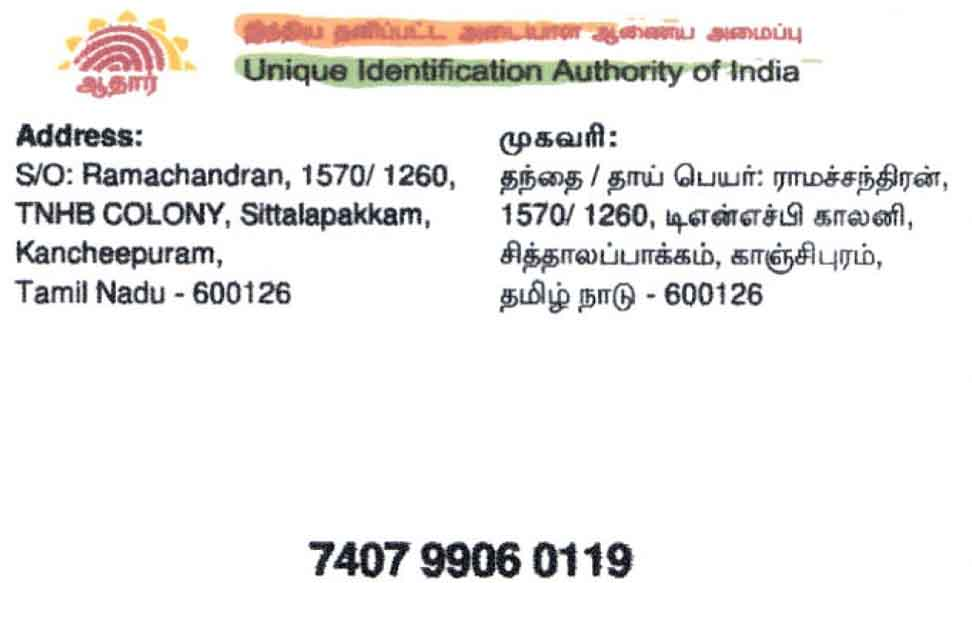 ஆதார்
இந்திய தனிப்பட்ட அடையாள ஆணைய அமைப்பு
Unique Identification Authority of India
Address:
S/O: Ramachandran, 1570/ 1260,
TNHB COLONY, Sittalapakkam,
Kancheepuram,
Tamil Nadu - 600126
முகவரி:
தந்தை / தாய் பெயர்: ராமச்சந்திரன்,
1570/ 1260, டிஎன்எச்பி காலனி,
சித்தாலப்பாக்கம், காஞ்சிபுரம்,
தமிழ் நாடு - 600126
7407 9906 0119